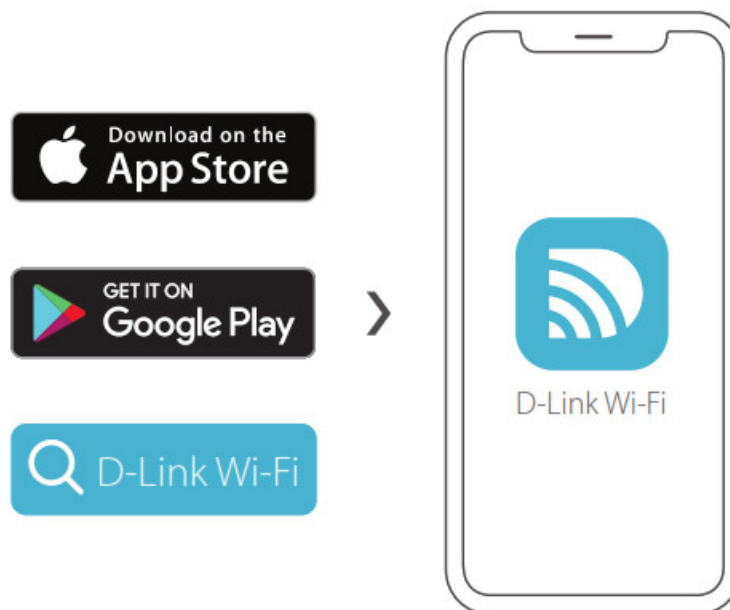 Download on the
App Store
GET IT ON
Google Play
D-Link Wi-Fi
D-Link Wi-Fi